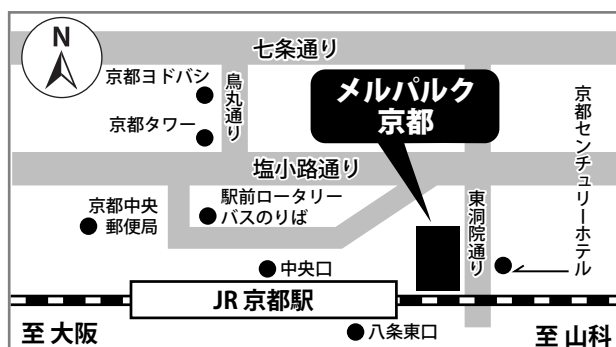 N
七条通り
京都ヨドバシ
烏丸通り
京都タワー
メルパルク
京都
京都センチュリーホテル
塩小路通り
京都中央
郵便局
駅前ロータリー
バスのりば
東洞院通り
中央口
JR 京都駅
至 大阪
八条東口
至 山科